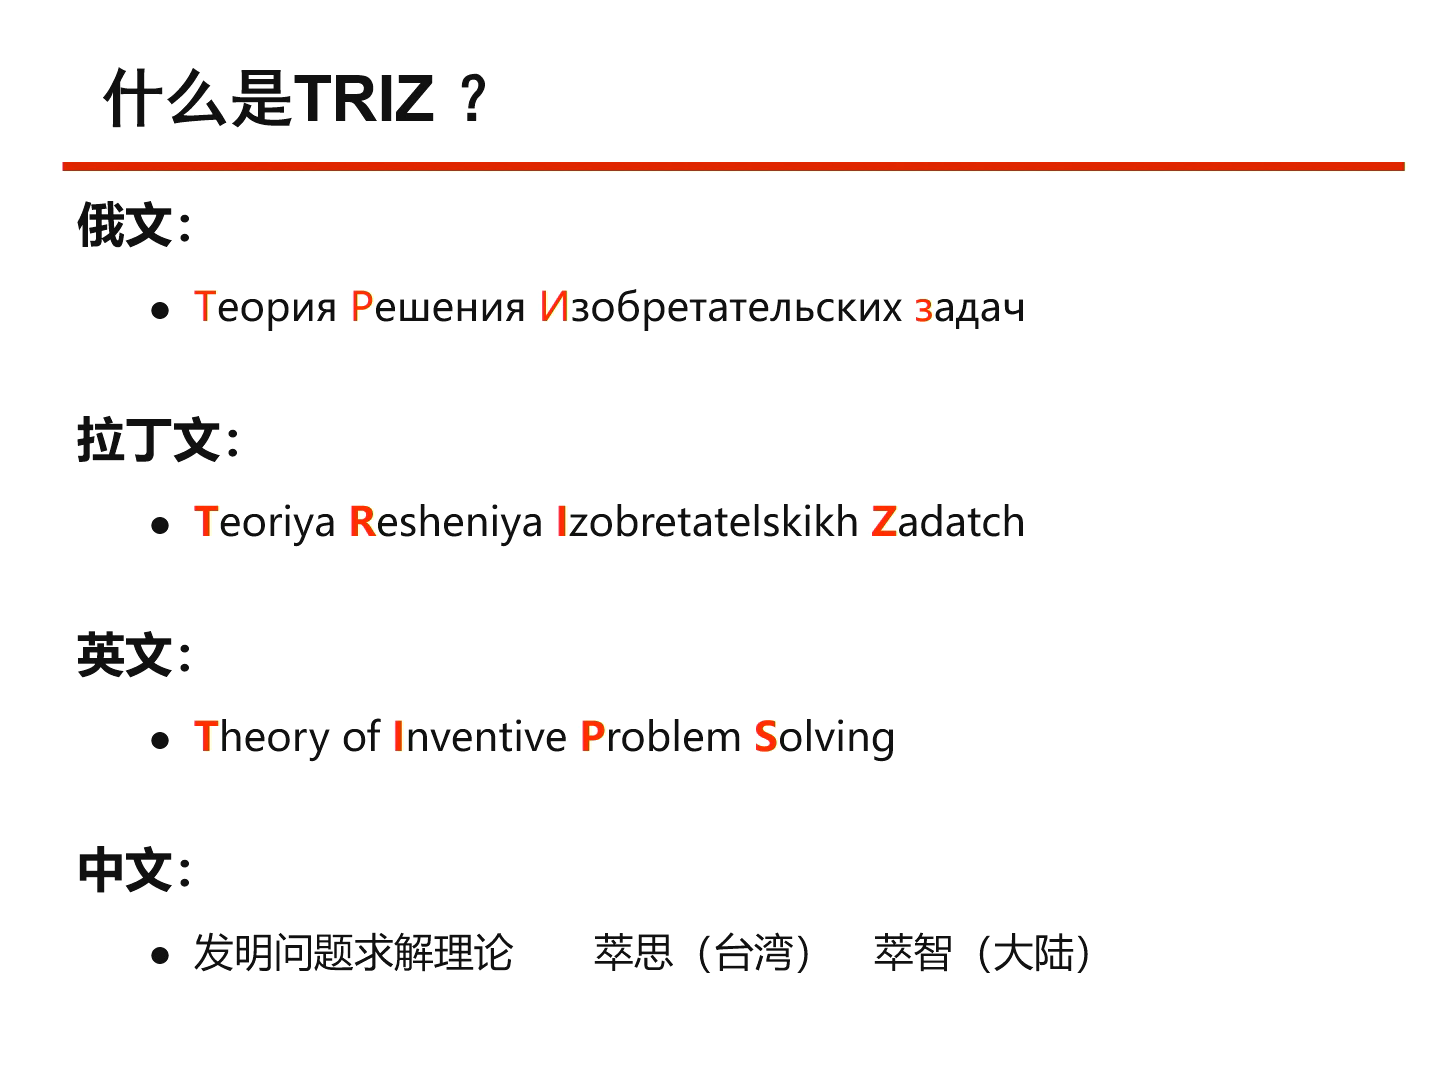 什么是TRIZ ？
俄文：
● Теория Решения Изобретательских задач
拉丁文：
● Teoriya Resheniya Izobretatelskikh Zadatch
英文：
● Theory of Inventive Problem Solving
中文：
● 发明问题求解理论　　萃思（台湾）　萃智（大陆）